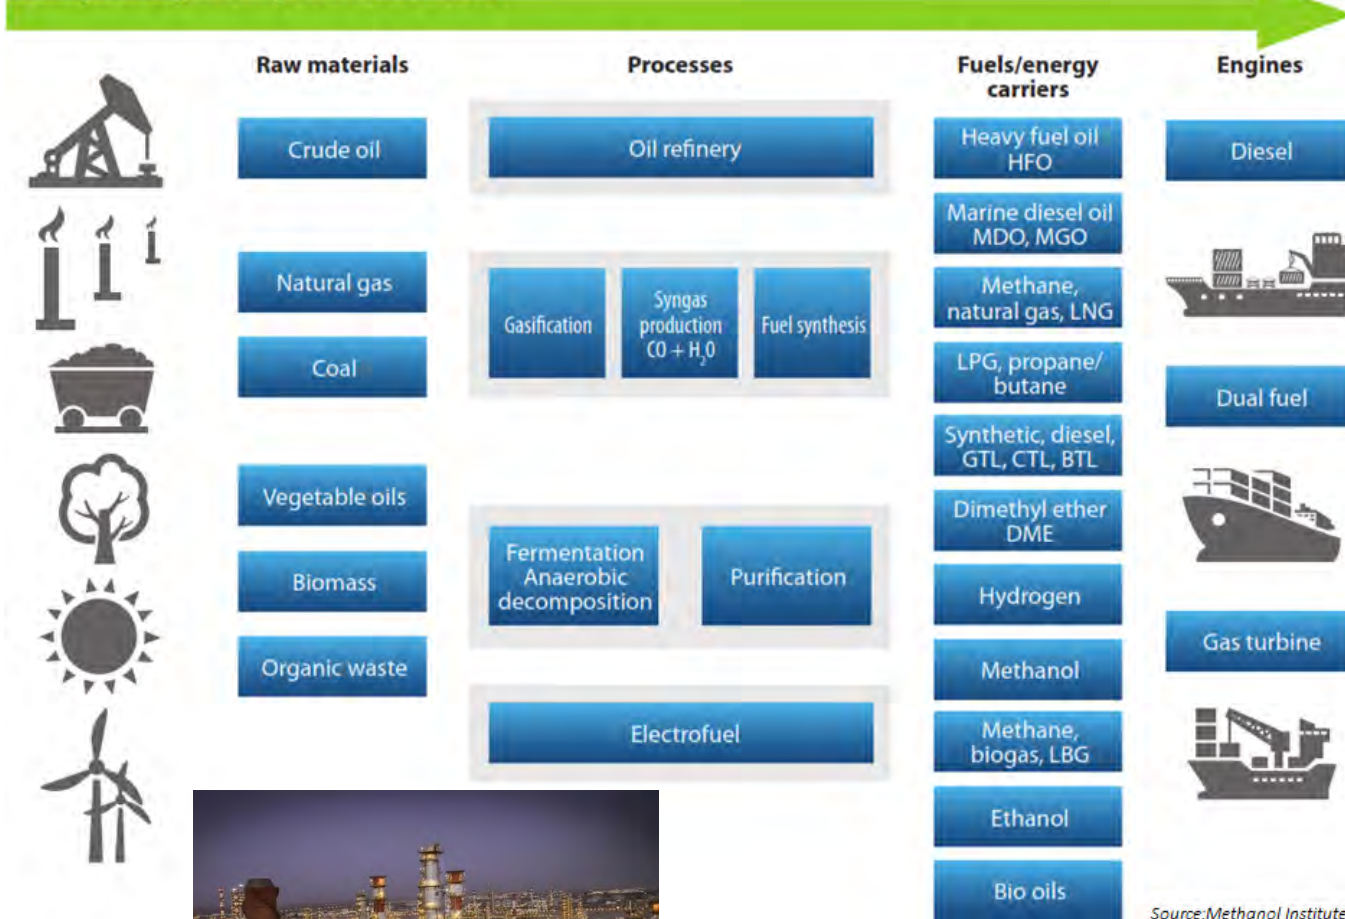 Raw materials
Processes
Fuels/energy
carriers
Engines
Crude oil
Oil refinery
Heavy fuel oil
HFO
Diesel
Marine diesel oil
MDO, MGO
Natural gas
Gasification
Syngas
production
CO + H₂0
Fuel synthesis
Methane,
natural gas, LNG
Coal
LPG, propane/
butane
Dual fuel
Synthetic, diesel,
GTL, CTL, BTL
Vegetable oils
Dimethyl ether
DME
Fermentation
Anaerobic
decomposition
Purification
Biomass
Hydrogen
Organic waste
Methanol
Gas turbine
Electrofuel
Methane,
biogas, LBG
Ethanol
Bio oils
Source:Methanol Institute